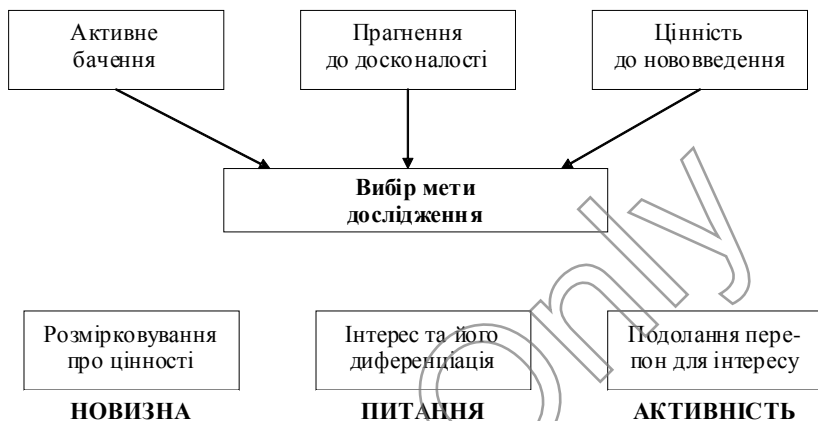 Активне
бачення
Прагнення
до досконалості
Цінність
до нововведення
Вибір мети
дослідження
Розмірковування
про цінності
Інтерес та його
диференціація
Подолання пере-
пон для інтересу
НОВИЗНА
ПИТАННЯ
АКТИВНІСТЬ
Only